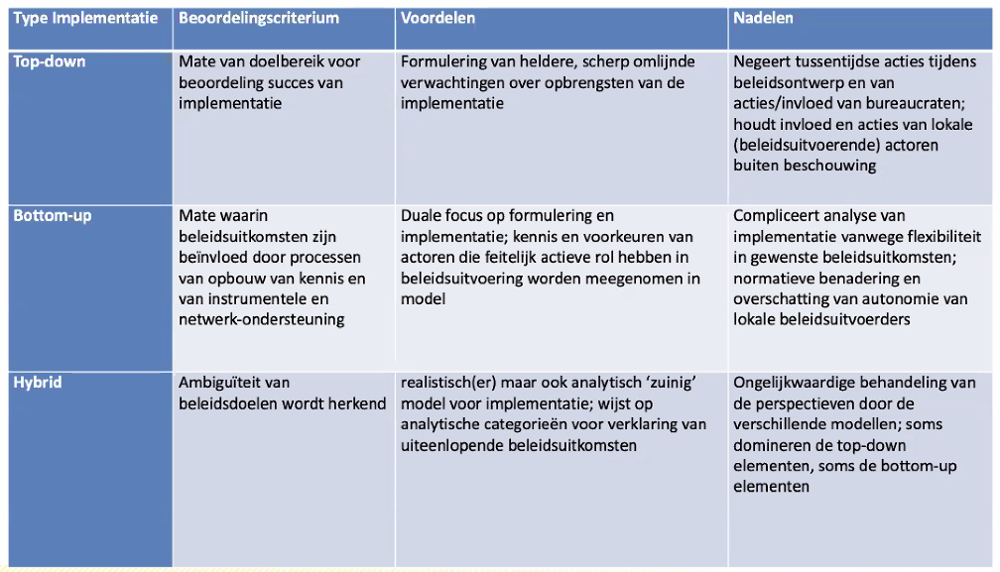 Type Implementatie
Beoordelingscriterium
Voordelen
Nadelen
Top-down
Mate van doelbereik voor
beoordeling succes van
implementatie
Formulering van heldere, scherp omlijnde
verwachtingen over opbrengsten van de
implementatie
Negeert tussentijdse acties tijdens
beleidsontwerp en van
acties/invloed van bureaucraten;
houdt invloed en acties van lokale
(beleidsuitvoerende) actoren
buiten beschouwing
Bottom-up
Mate waarin
beleidsuitkomsten zijn
beïnvloed door processen
van opbouw van kennis en
van instrumentele en
netwerk-ondersteuning
Duale focus op formulering en
implementatie; kennis en voorkeuren van
actoren die feitelijk actieve rol hebben in
beleidsuitvoering worden meegenomen in
model
Compliceert analyse van
implementatie vanwege flexibiliteit
in gewenste beleidsuitkomsten;
normatieve benadering en
overschatting van autonomie van
lokale beleidsuitvoerders
Hybrid
Ambiguïteit van
beleidsdoelen wordt herkend
realistisch(er) maar ook analytisch ‘zuinig’
model voor implementatie; wijst op
analytische categorieën voor verklaring van
uiteenlopende beleidsuitkomsten
Ongelijkwaardige behandeling van
de perspectieven door de
verschillende modellen; soms
domineren de top-down
elementen, soms de bottom-up
elementen